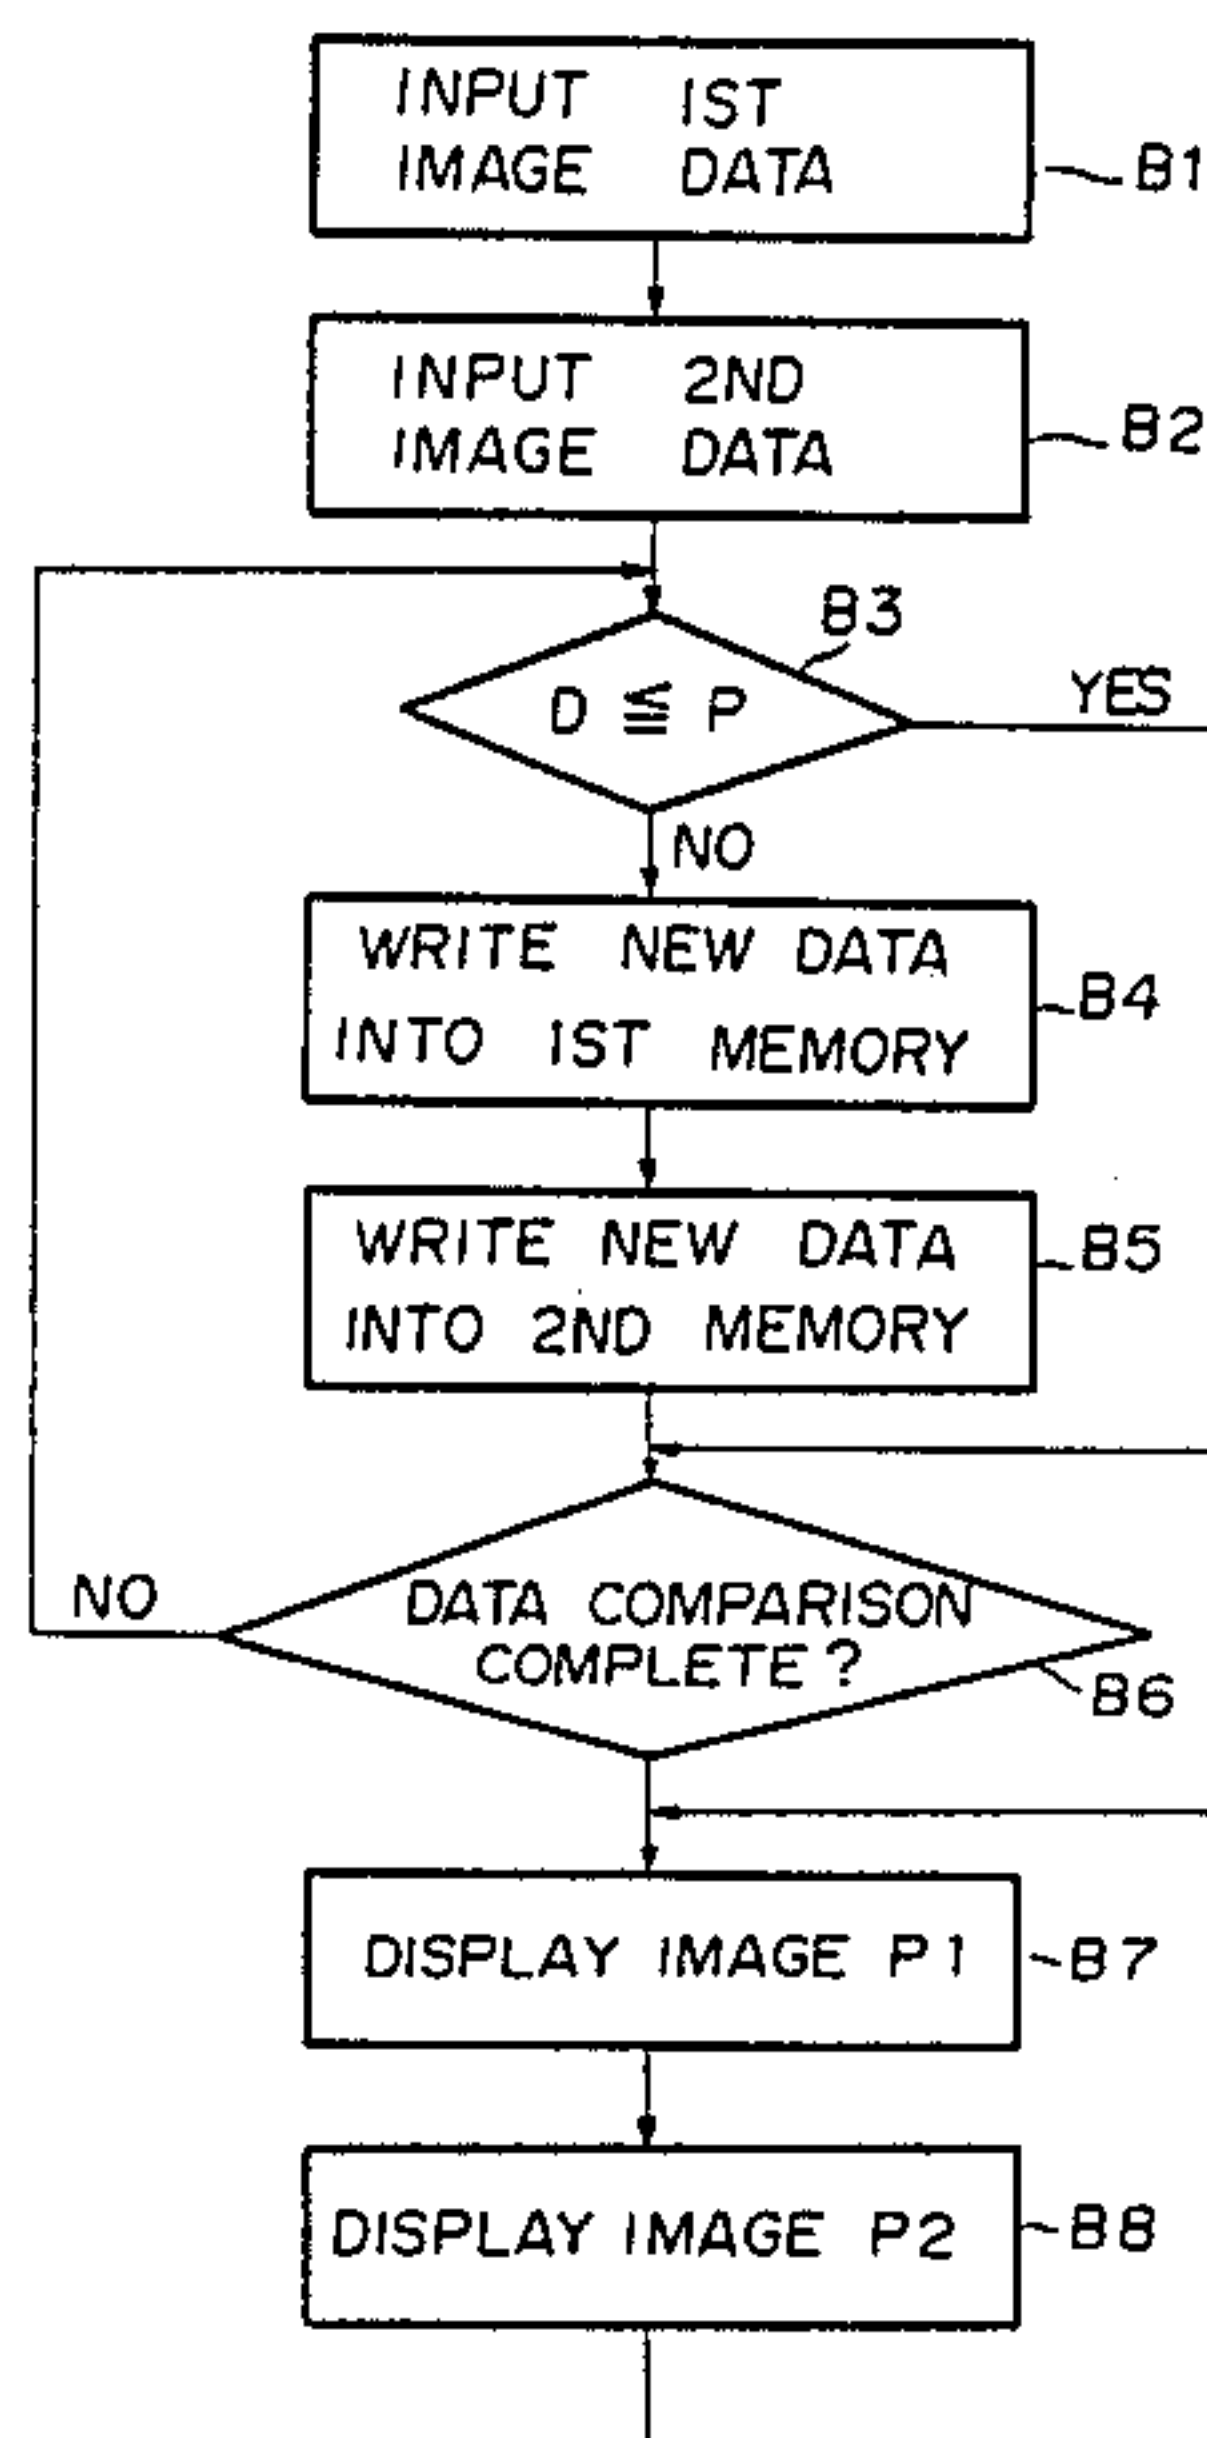 INPUT 1ST
IMAGE DATA
B1
INPUT 2ND
IMAGE DATA
B2
B3
D ≦ P
YES
NO
WRITE NEW DATA
INTO 1ST MEMORY
B4
WRITE NEW DATA
INTO 2ND MEMORY
B5
NO
DATA COMPARISON
COMPLETE ?
B6
DISPLAY IMAGE P1
B7
DISPLAY IMAGE P2
B8